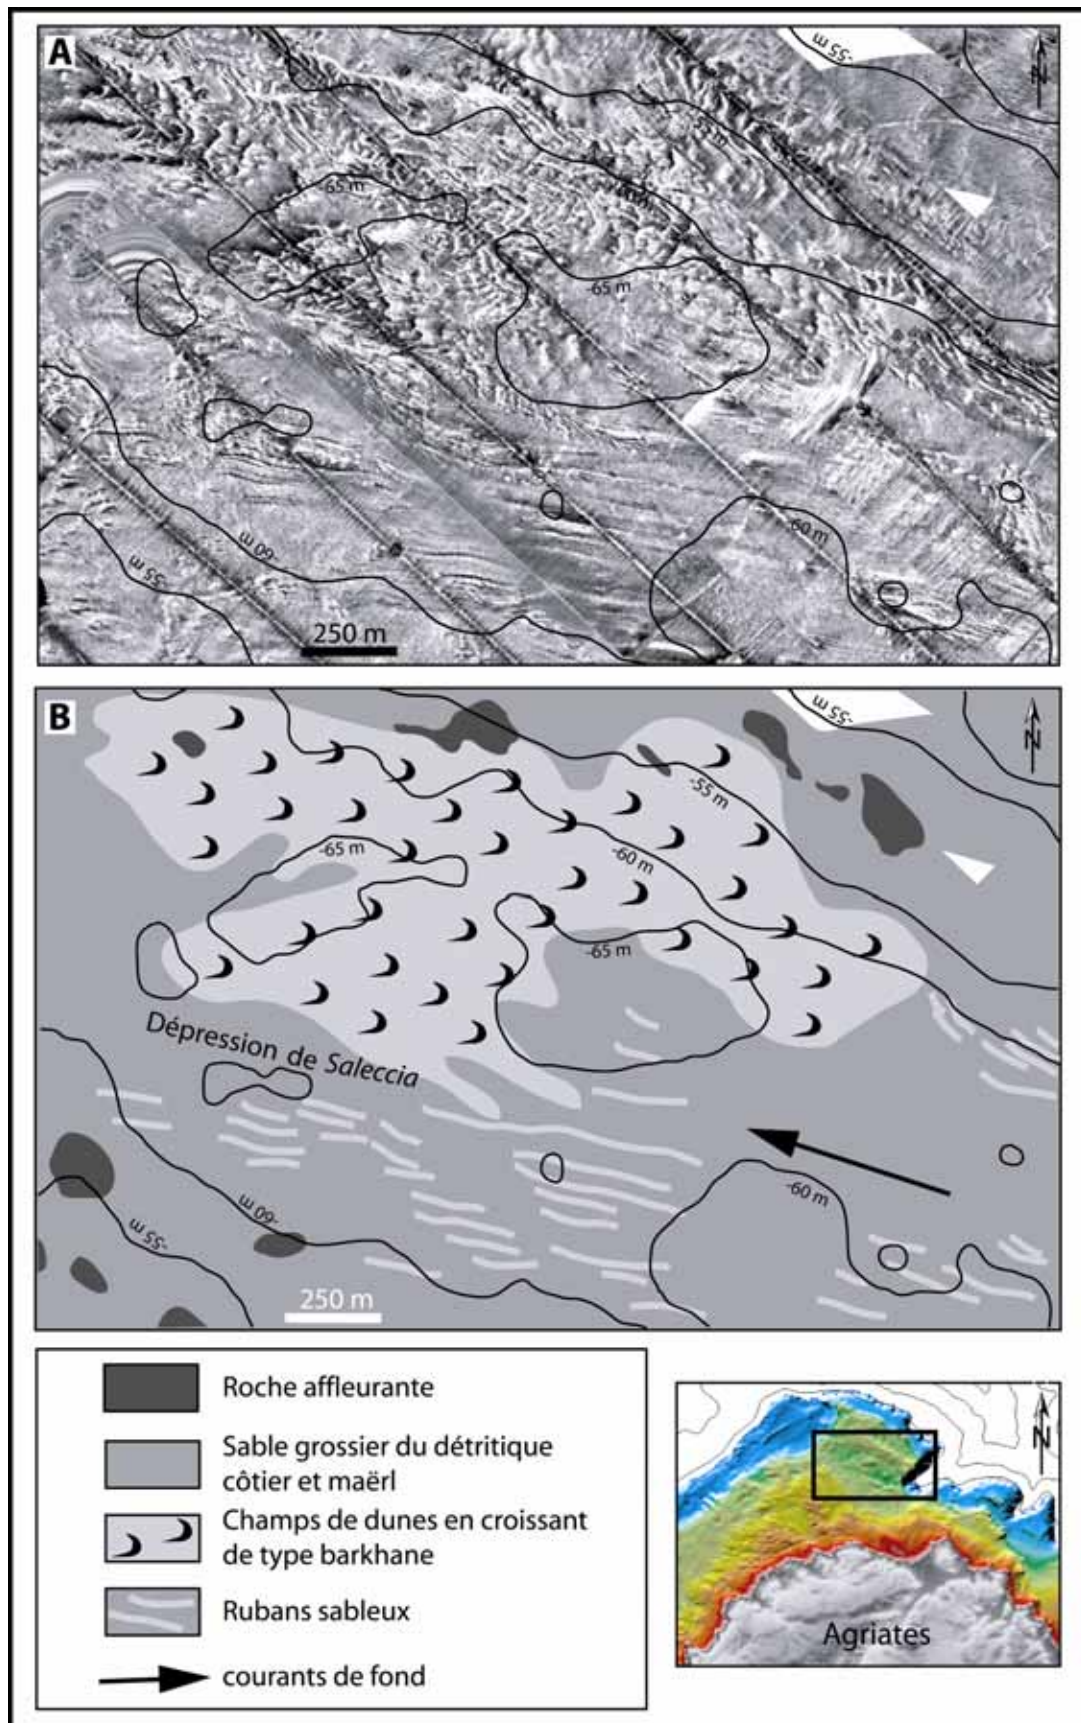 A
-55 m
N
-65 m
-65 m
-60 m
-60 m
-55 m
250 m
B
-55 m
N
-55 m
-65 m
-60 m
-65 m
Dépression de Saleccia
-60 m
-60 m
-55 m
250 m
Roche affleurante
Sable grossier du détritique
côtier et maërl
Champs de dunes en croissant
de type barkhane
Rubans sableux
courants de fond
N
Agriates